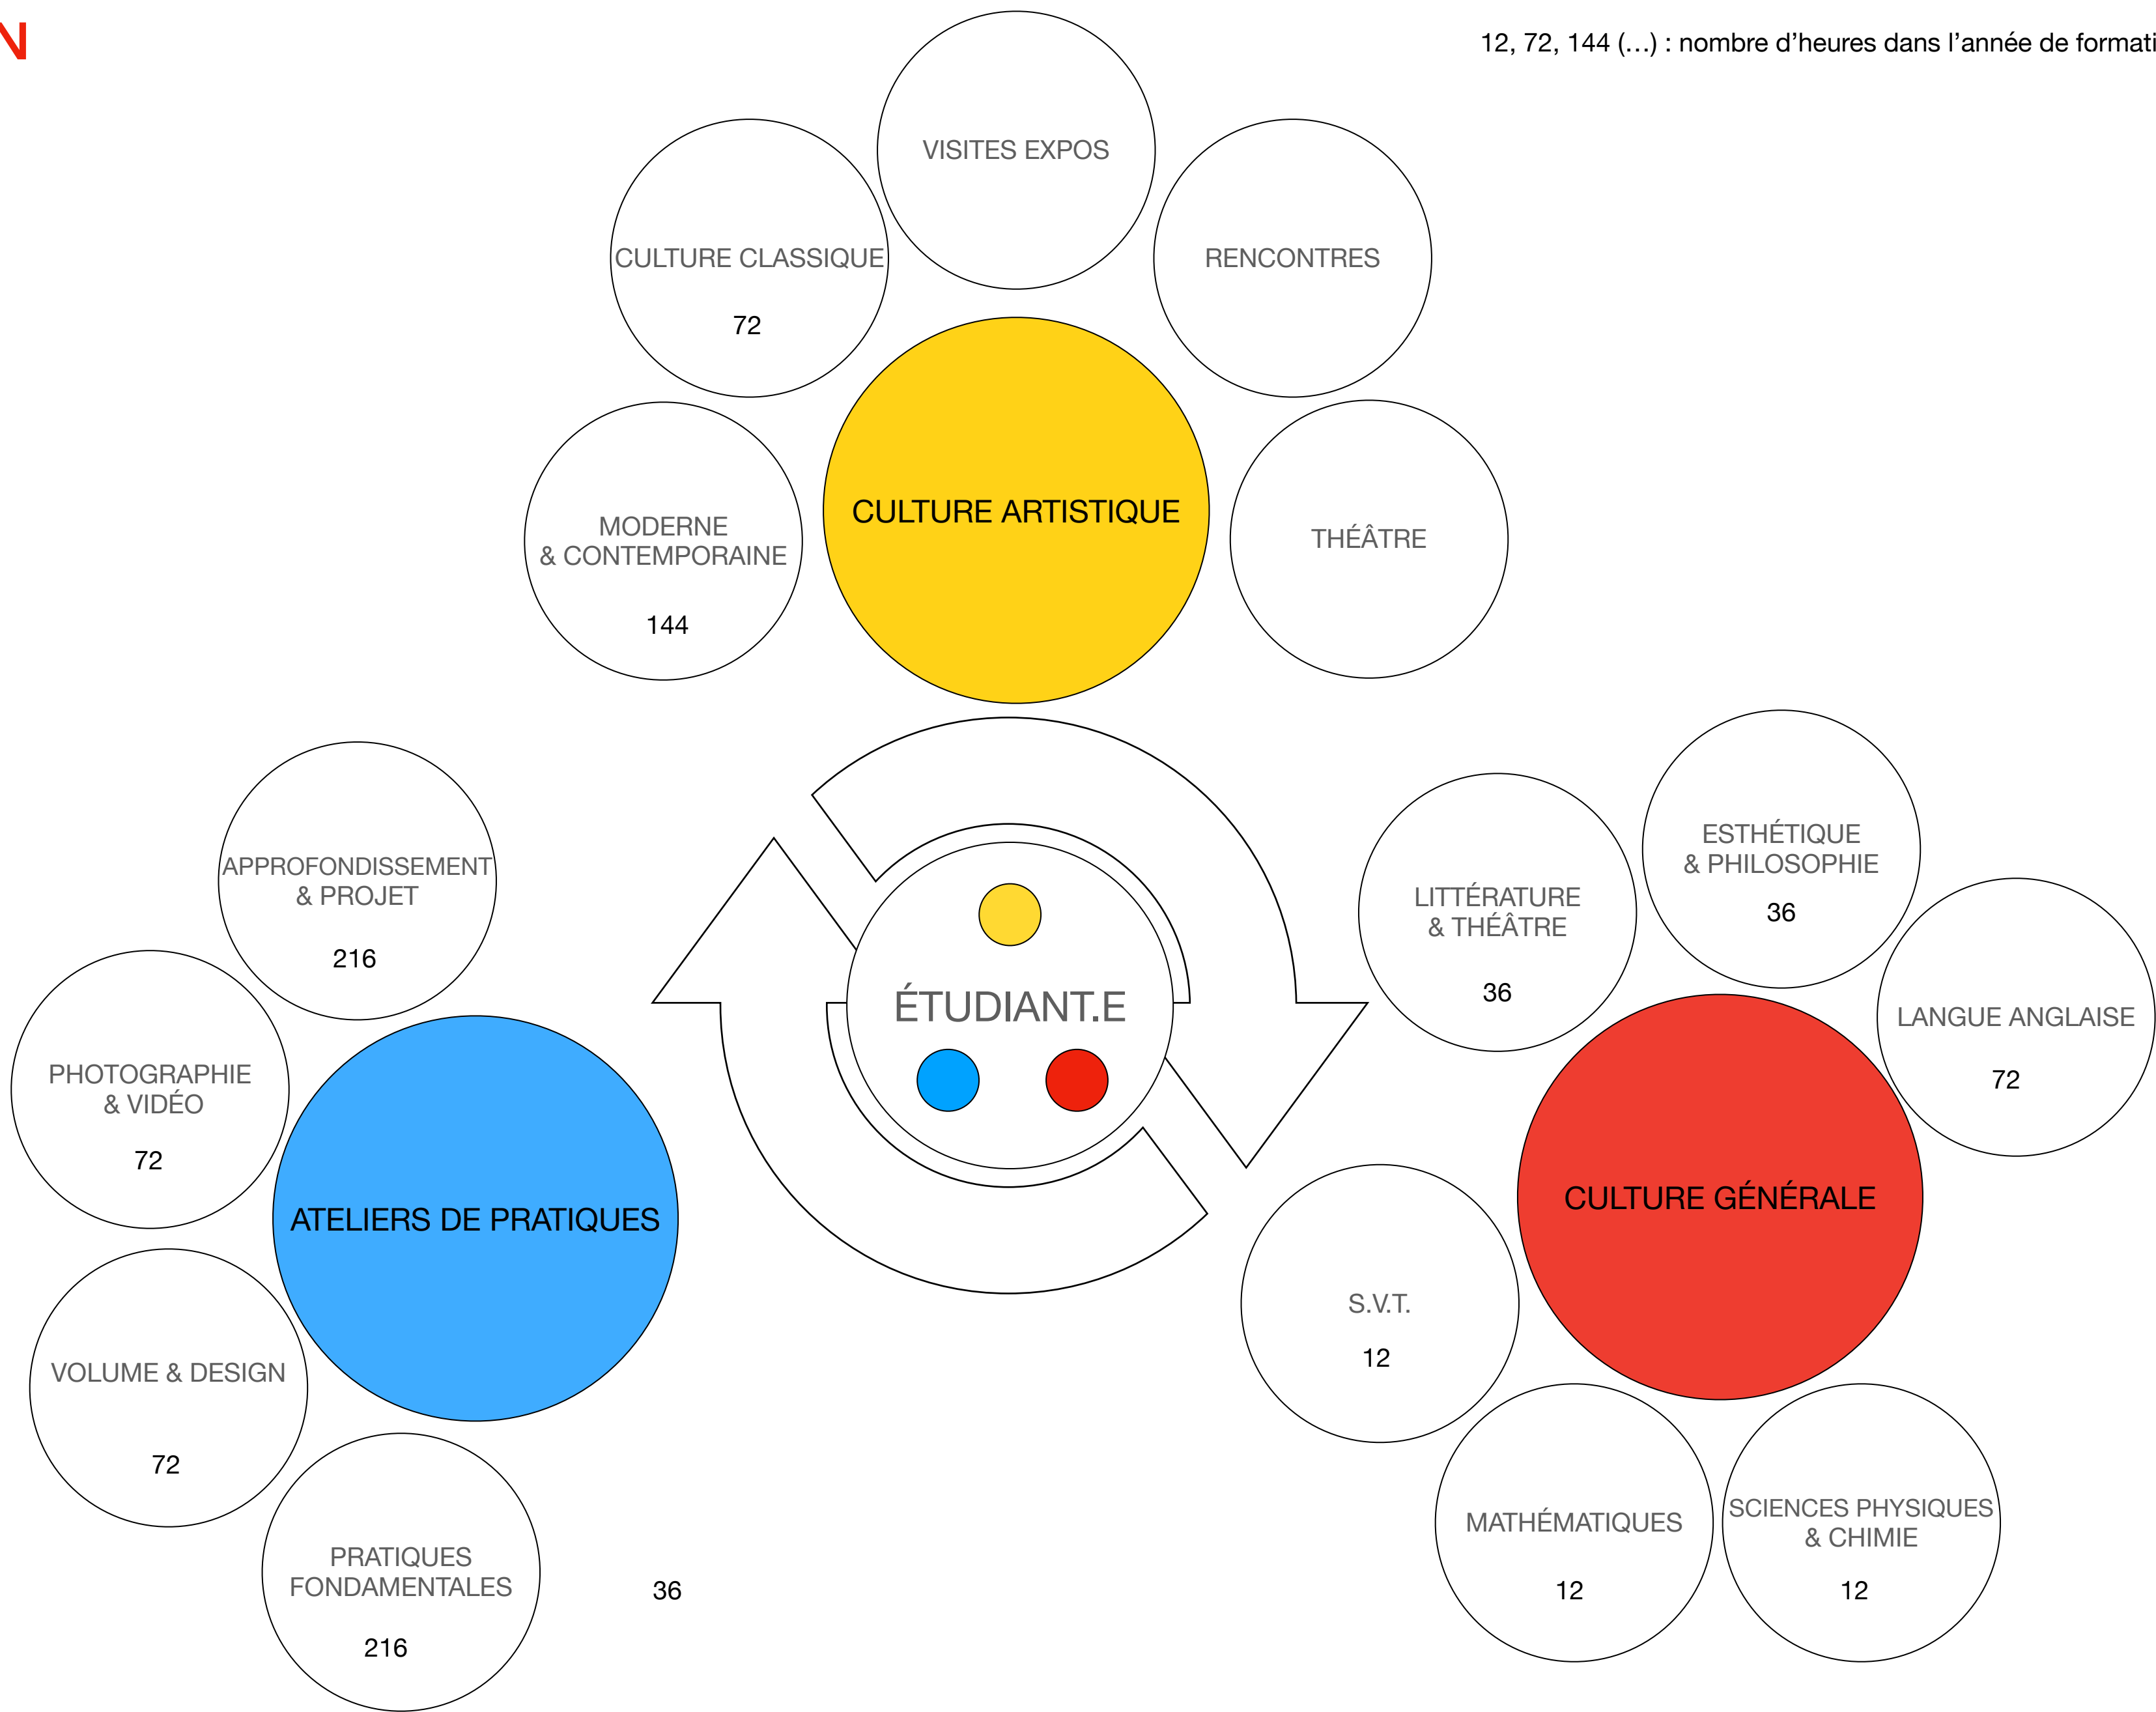 N
12, 72, 144 (…) : nombre d’heures dans l’année de formati
VISITES EXPOS
CULTURE CLASSIQUE
72
RENCONTRES
MODERNE
& CONTEMPORAINE
144
CULTURE ARTISTIQUE
THÉÂTRE
APPROFONDISSEMENT
& PROJET
216
PHOTOGRAPHIE
& VIDÉO
72
ATELIERS DE PRATIQUES
VOLUME & DESIGN
72
PRATIQUES
FONDAMENTALES
216
36
ÉTUDIANT.E
LITTÉRATURE
& THÉÂTRE
36
ESTHÉTIQUE
& PHILOSOPHIE
36
LANGUE ANGLAISE
72
CULTURE GÉNÉRALE
S.V.T.
12
MATHÉMATIQUES
12
SCIENCES PHYSIQUES
& CHIMIE
12